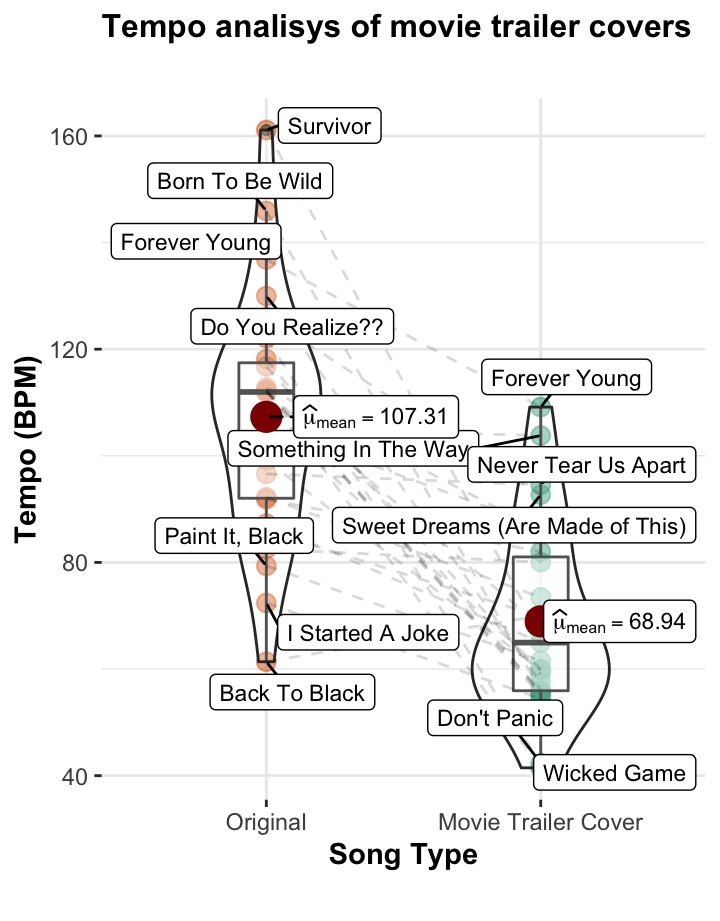 Tempo analisys of movie trailer covers
160
Survivor
Born To Be Wild
Forever Young
Do You Realize??
120
Forever Young
μ̂mean = 107.31
Something In The Way
Never Tear Us Apart
Sweet Dreams (Are Made of This)
Paint It, Black
80
I Started A Joke
μ̂mean = 68.94
Back To Black
Don't Panic
Wicked Game
40
Tempo (BPM)
Original
Movie Trailer Cover
Song Type